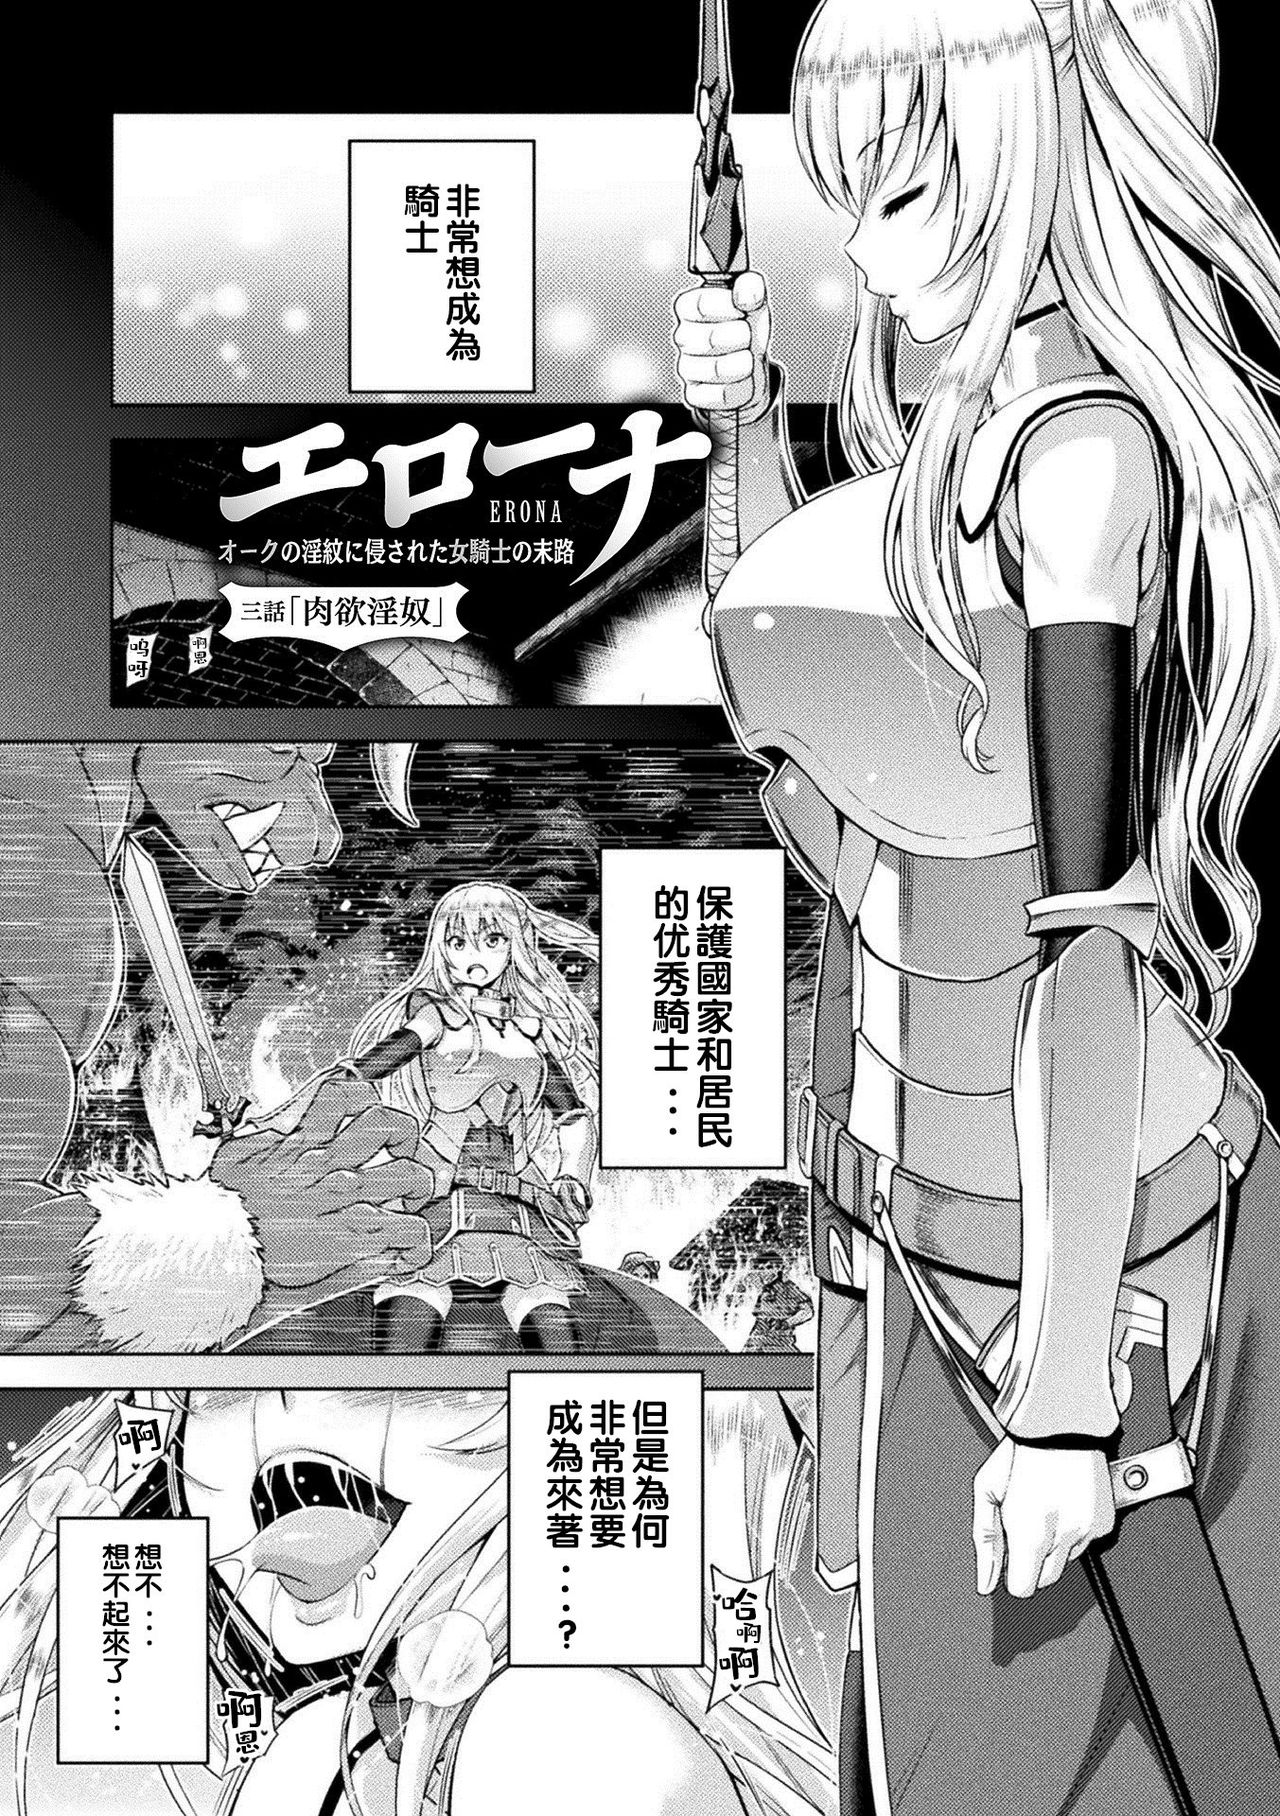 非常想成為
騎士
エローナ
ERONA
オークの淫紋に侵された女騎士の末路
三話「肉欲淫奴」
啊恩
呜呀
保護國家和居民
的优秀騎士...
但是為何
非常想要
成為來著
...?
啊
哈啊啊
想不...
想不起來了...
啊恩